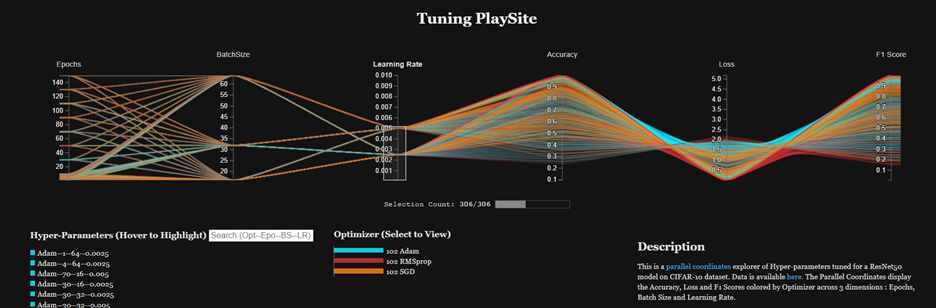 Tuning PlaySite
Epochs
BatchSize
Learning Rate
Accuracy
Loss
F1 Score
140
120
100
80
60
40
20
60
55
50
45
40
35
30
25
20
0.010
0.009
0.008
0.007
0.006
0.005
0.004
0.003
0.002
0.001
0.9
0.8
0.7
0.6
0.5
0.4
0.3
0.2
0.1
5.0
4.5
4.0
3.5
3.0
2.5
2.0
1.5
1.0
0.5
0.9
0.8
0.7
0.6
0.5
0.4
0.3
0.2
0.1
Selection Count: 306/306
Hyper-Parameters (Hover to Highlight) Search (Opt--Epo--BS--LR)
Adam--1--64--0.0025
Adam--4--64--0.0025
Adam--70--16--0.005
Adam--30--16--0.0025
Adam--30--32--0.0025
Adam--30--32--0.005
Optimizer (Select to View)
102 Adam
102 RMSprop
102 SGD
Description
This is a parallel coordinates explorer of Hyper-parameters tuned for a ResNet50
model on CIFAR-10 dataset. Data is available here. The Parallel Coordinates display
the Accuracy, Loss and F1 Scores colored by Optimizer across 3 dimensions : Epochs,
Batch Size and Learning Rate.